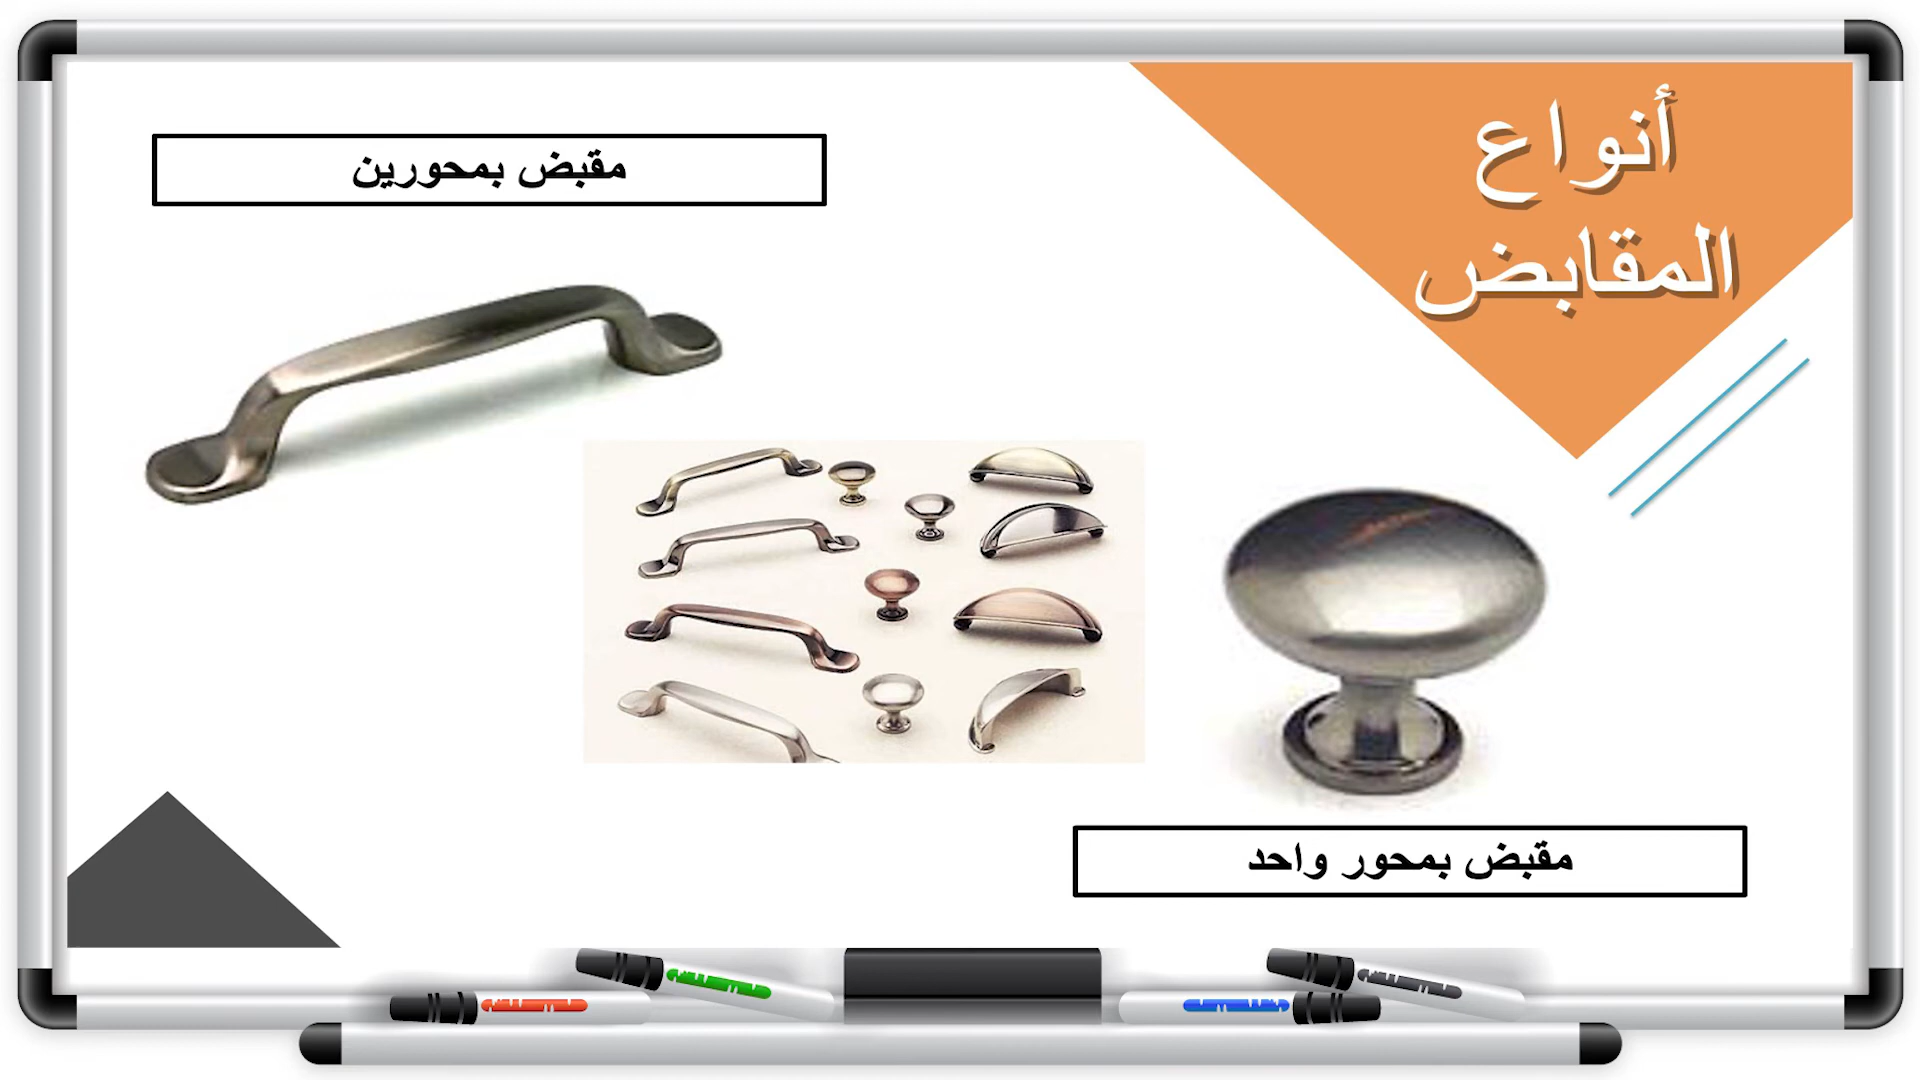 أنواع
المقابض
مقبض بمحورين
مقبض بمحور واحد